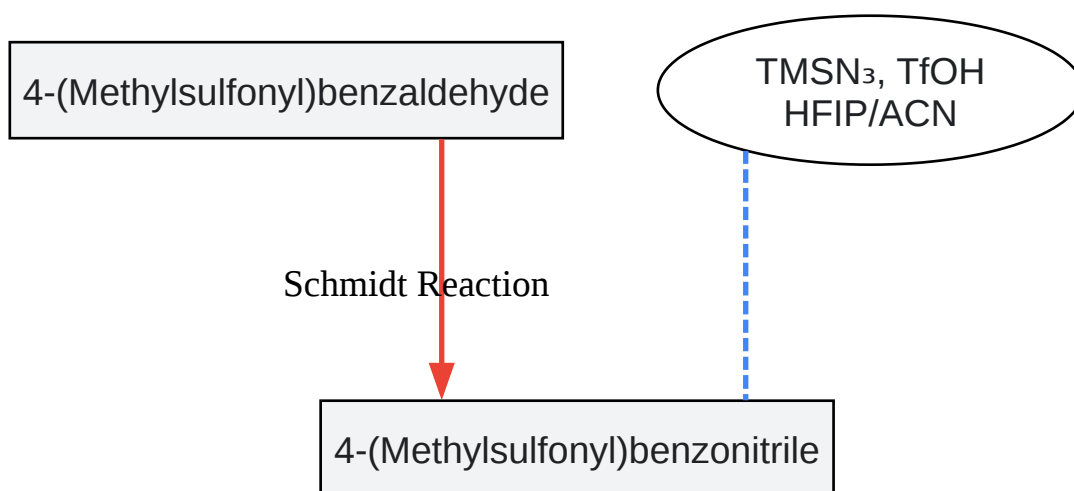 4-(Methylsulfonyl)benzaldehyde
TMSN₃, TfOH
HFIP/ACN
Schmidt Reaction
4-(Methylsulfonyl)benzonitrile